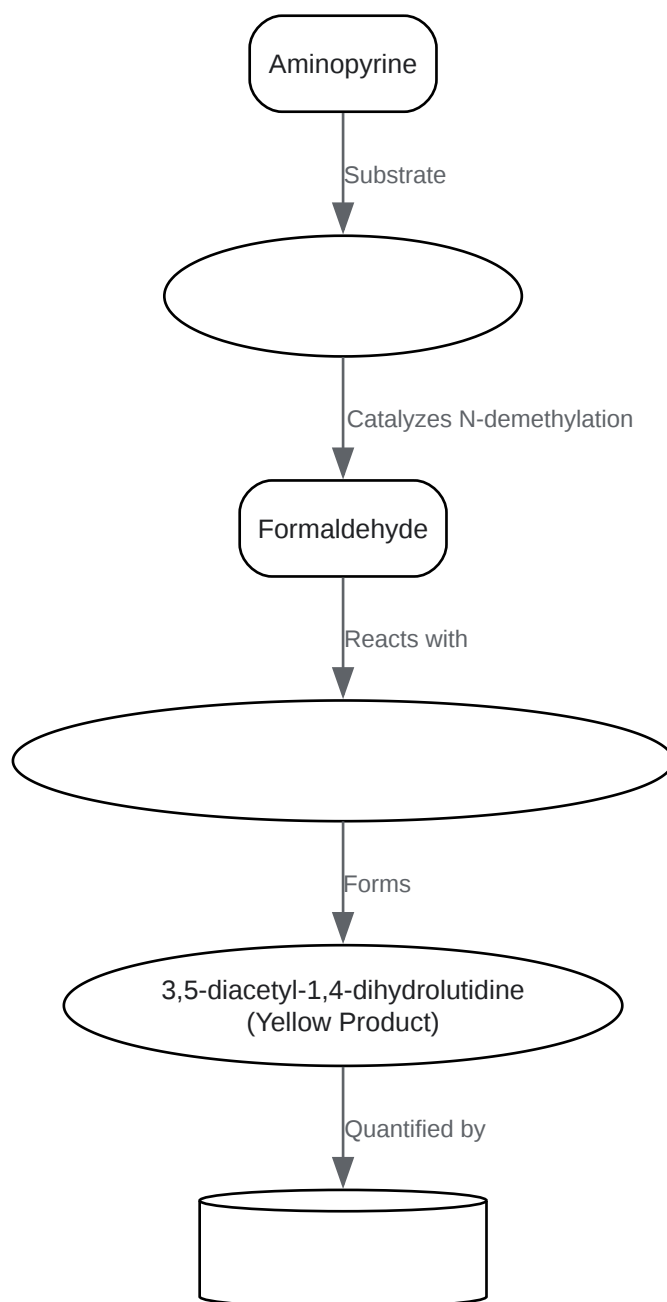 Aminopyrine
Substrate
Catalyzes N-demethylation
Formaldehyde
Reacts with
Forms
3,5-diacetyl-1,4-dihydrolutidine
(Yellow Product)
Quantified by